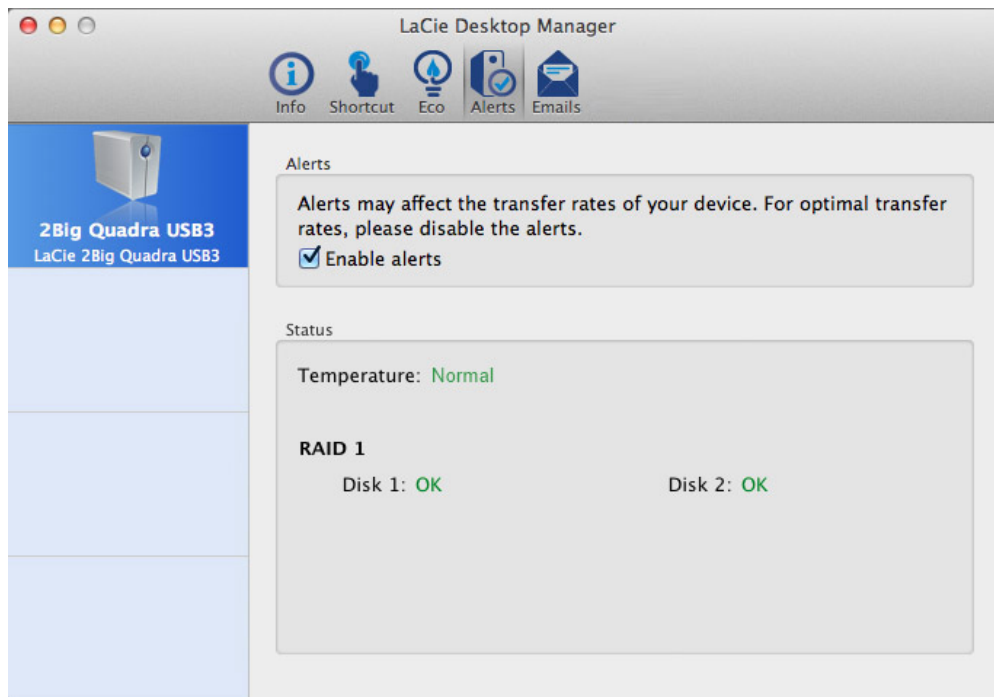 LaCie Desktop Manager
Info Shortcut Eco Alerts Emails
2Big Quadra USB3
LaCie 2Big Quadra USB3
Alerts
Alerts may affect the transfer rates of your device. For optimal transfer
rates, please disable the alerts.
Enable alerts
Status
Temperature: Normal
RAID 1
Disk 1: OK Disk 2: OK